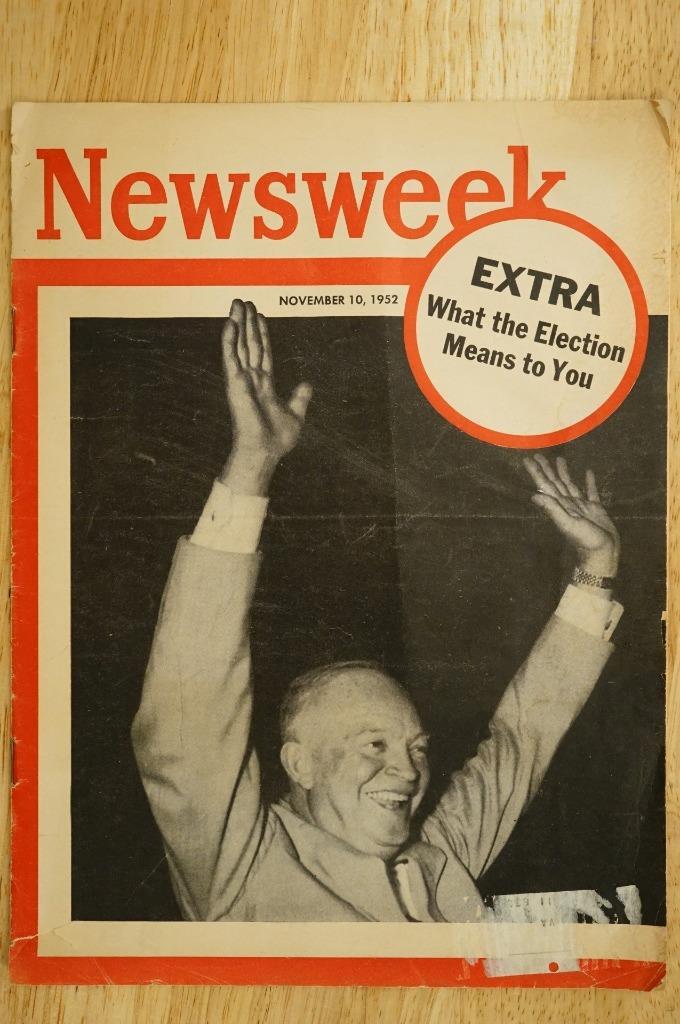 Newsweek
NOVEMBER 10, 1952
EXTRA
What the Election
Means to You